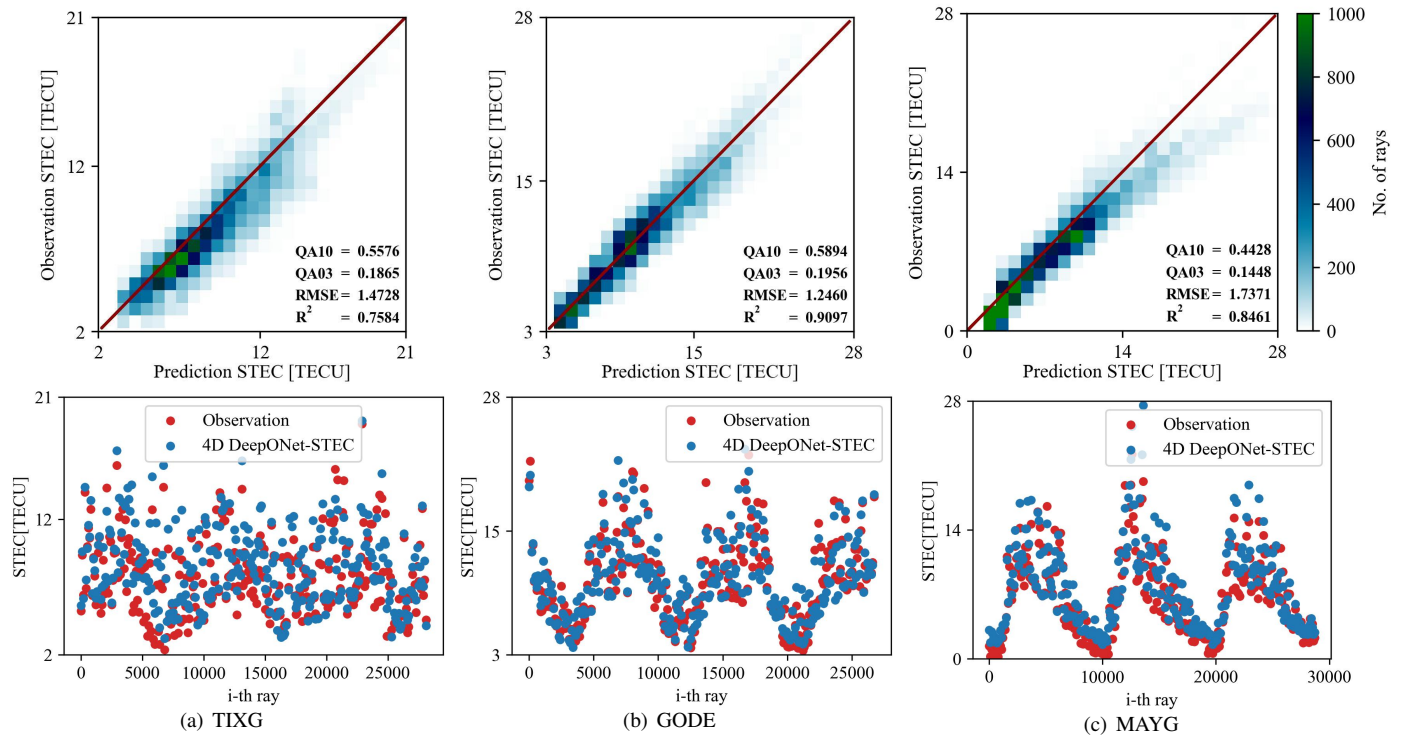 21
12
2
Observation STEC [TECU]
QA10 = 0.5576
QA03 = 0.1865
RMSE = 1.4728
R² = 0.7584
2 12 21
Prediction STEC [TECU]
28
15
3
Observation STEC [TECU]
QA10 = 0.5894
QA03 = 0.1956
RMSE = 1.2460
R² = 0.9097
3 15 28
Prediction STEC [TECU]
28
14
0
Observation STEC [TECU]
QA10 = 0.4428
QA03 = 0.1448
RMSE = 1.7371
R² = 0.8461
0 14 28
Prediction STEC [TECU]
1000
800
600
400
200
0
No. of rays
21
12
2
STEC[TECU]
Observation
4D DeepONet-STEC
0 5000 10000 15000 20000 25000
i-th ray
(a) TIXG
28
15
3
STEC[TECU]
Observation
4D DeepONet-STEC
0 5000 10000 15000 20000 25000
i-th ray
(b) GODE
28
14
0
STEC[TECU]
Observation
4D DeepONet-STEC
0 10000 20000 30000
i-th ray
(c) MAYG